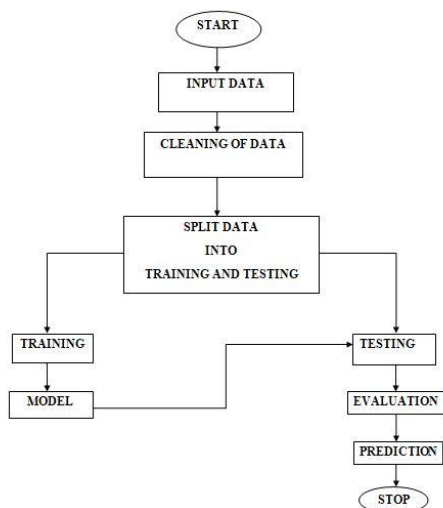 START
INPUT DATA
CLEANING OF DATA
SPLIT DATA
INTO
TRAINING AND TESTING
TRAINING
TESTING
MODEL
EVALUATION
PREDICTION
STOP